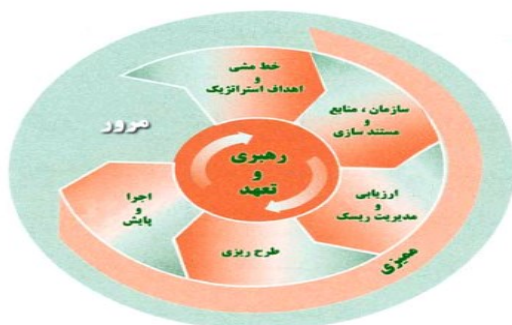 خط مشی
و
اهداف استراتژیک
سازمان ، منابع
و
مستند سازی
ارزیابی
و
مدیریت ریسک
طرح ریزی
اجرا
و
پایش
مرور
رهبری
و
تعهد
ممیزی